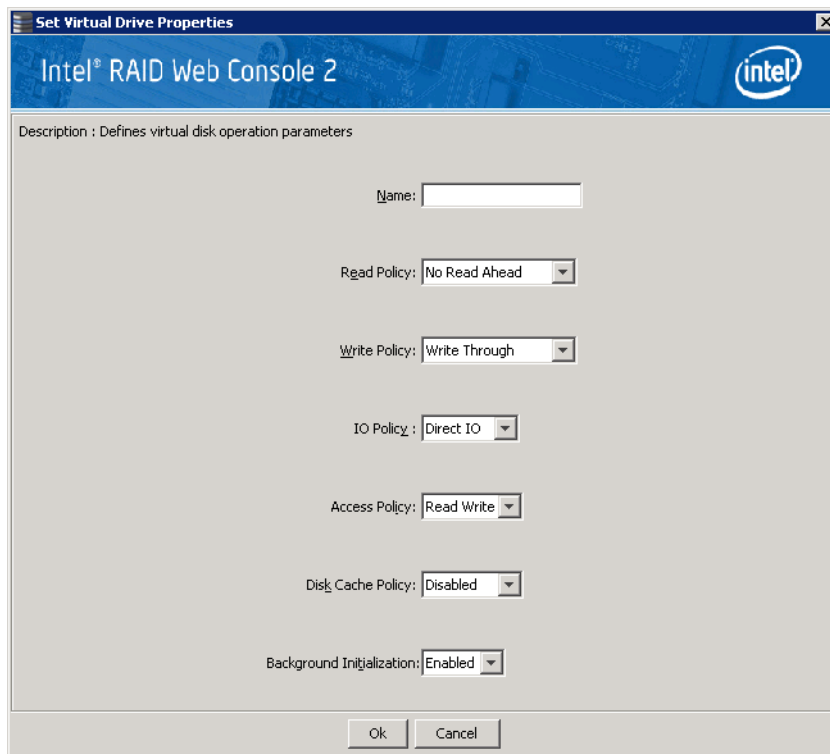 Set Virtual Drive Properties
Intel® RAID Web Console 2
intel
Description : Defines virtual disk operation parameters
Name:
Read Policy: No Read Ahead
Write Policy: Write Through
IO Policy : Direct IO
Access Policy: Read Write
Disk Cache Policy: Disabled
Background Initialization: Enabled
Ok Cancel